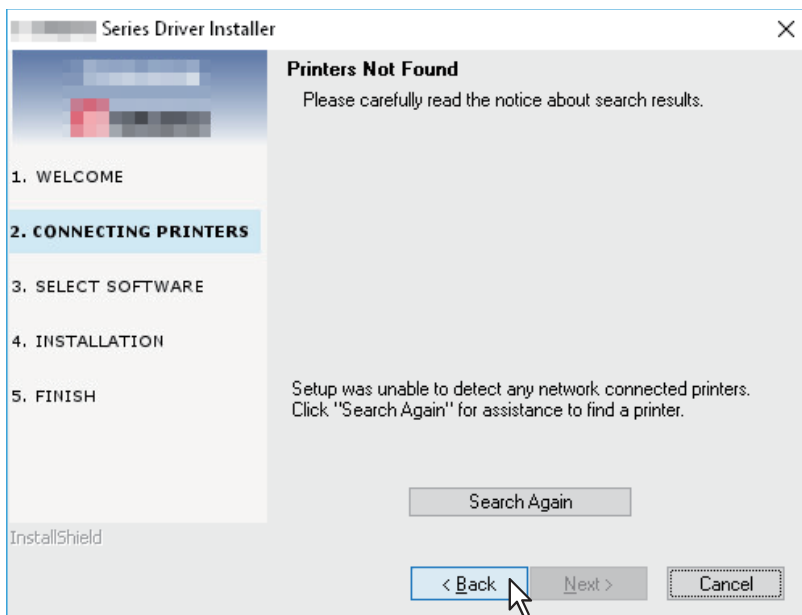 Series Driver Installer
Printers Not Found
Please carefully read the notice about search results.
1. WELCOME
2. CONNECTING PRINTERS
3. SELECT SOFTWARE
4. INSTALLATION
5. FINISH
Setup was unable to detect any network connected printers.
Click "Search Again" for assistance to find a printer.
Search Again
InstallShield
< Back
Next >
Cancel